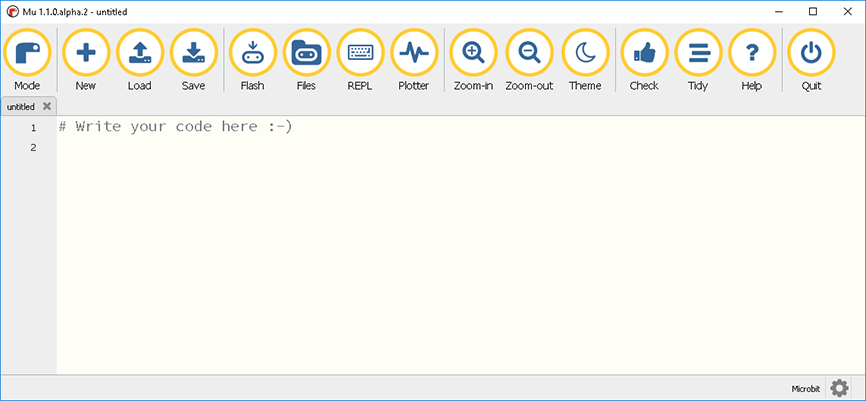 Mu 1.1.0.alpha.2 - untitled
Mode New Load Save Flash Files REPL Plotter Zoom-in Zoom-out Theme Check Tidy Help Quit
untitled
1 # Write your code here :-)
2
Microbit